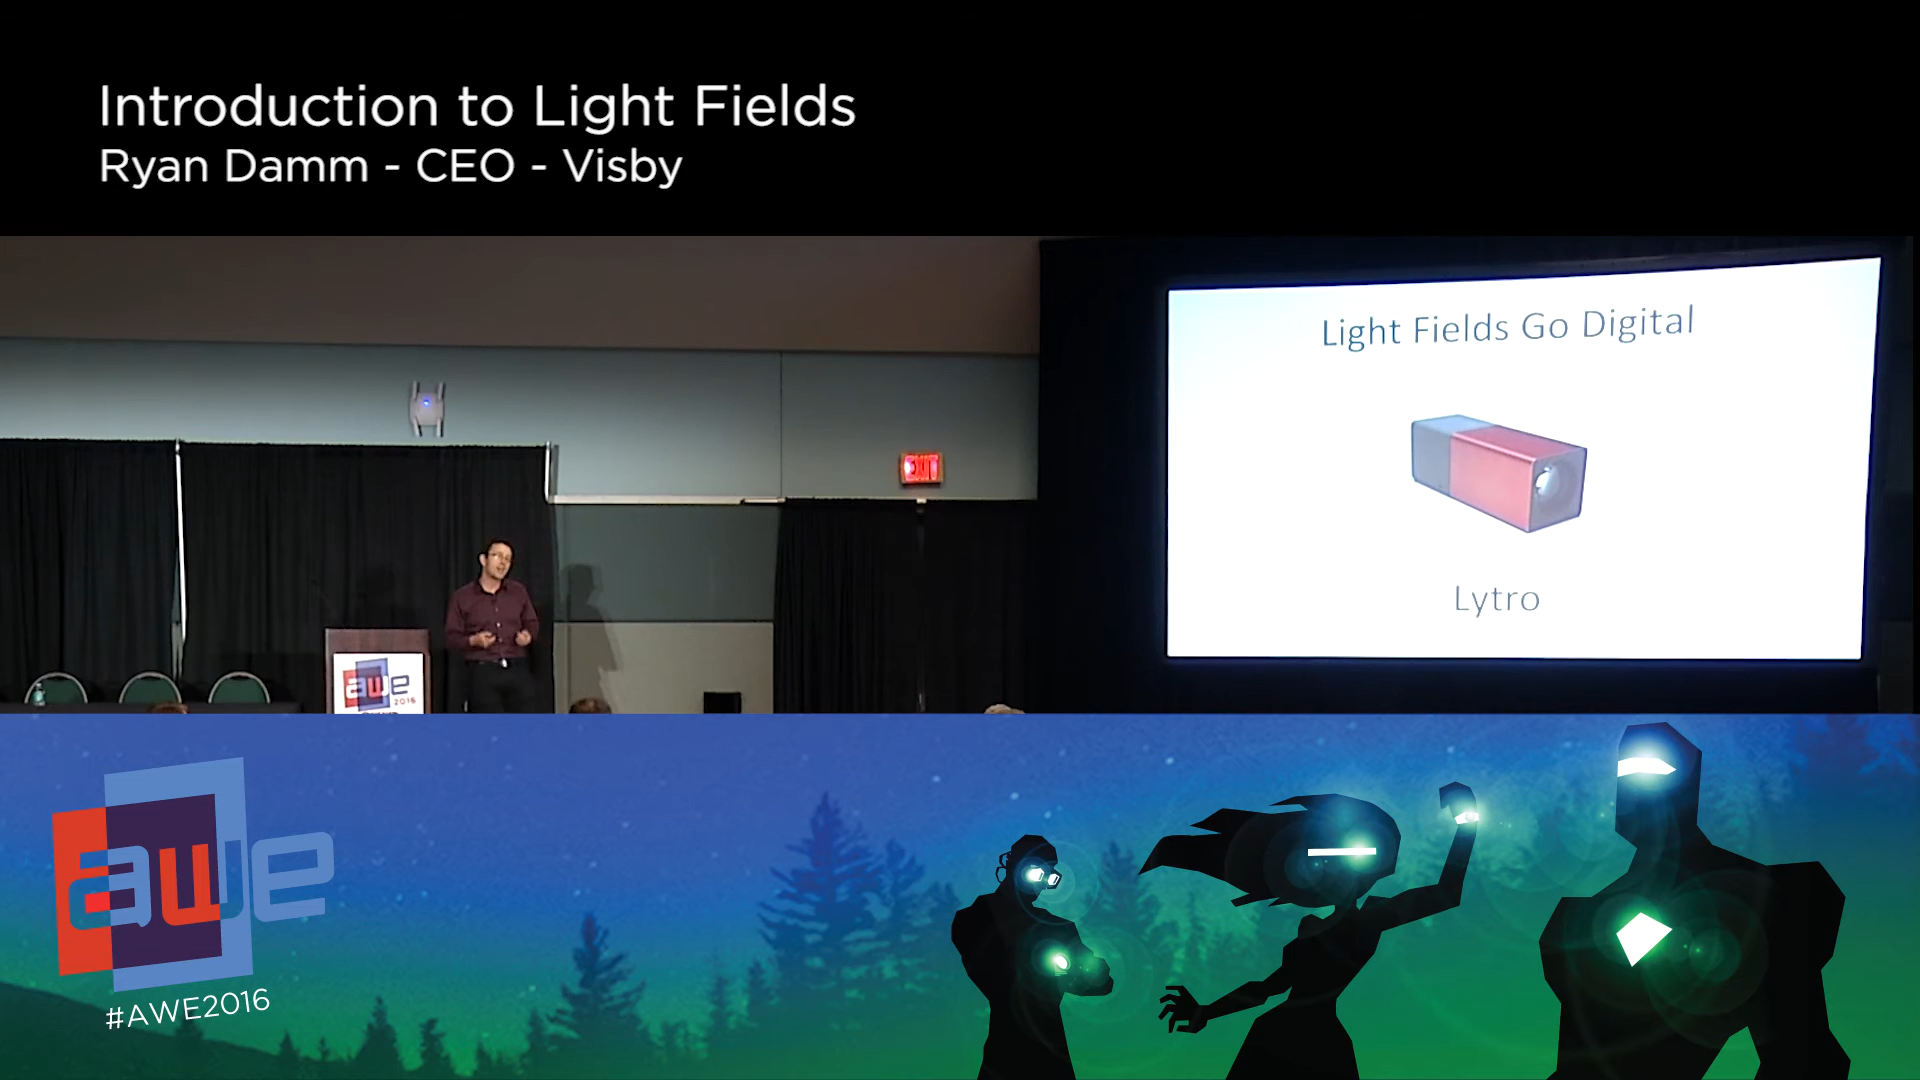 Introduction to Light Fields
Ryan Damm - CEO - Visby
Light Fields Go Digital
Lytro
EXIT
awe
2016
awe
#AWE2016